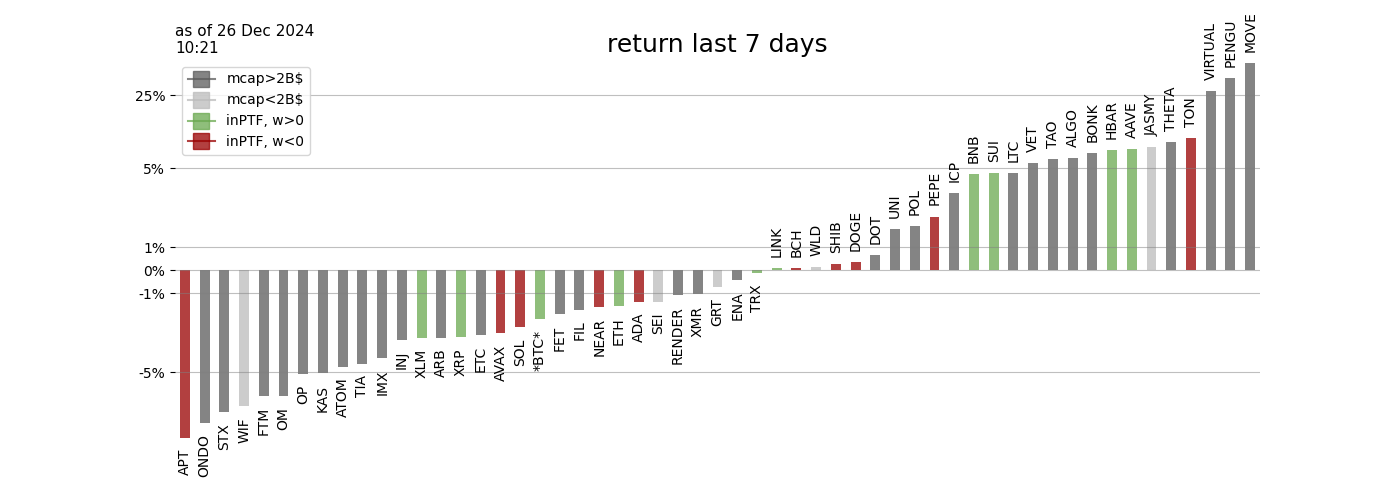 as of 26 Dec 2024
10:21
return last 7 days
mcap>2B$
mcap<2B$
inPTF, w>0
inPTF, w<0
25%
5%
1%
0%
-1%
-5%
APT
ONDO
STX
WIF
FTM
OM
OP
KAS
ATOM
TIA
IMX
INJ
XLM
ARB
XRP
ETC
AVAX
SOL
*BTC*
FET
FIL
NEAR
ETH
ADA
SEI
RENDER
XMR
GRT
ENA
TRX
LINK
BCH
WLD
SHIB
DOGE
DOT
UNI
POL
PEPE
ICP
BNB
SUI
LTC
VET
TAO
ALGO
BONK
HBAR
AAVE
JASMY
THETA
TON
VIRTUAL
PENGU
MOVE